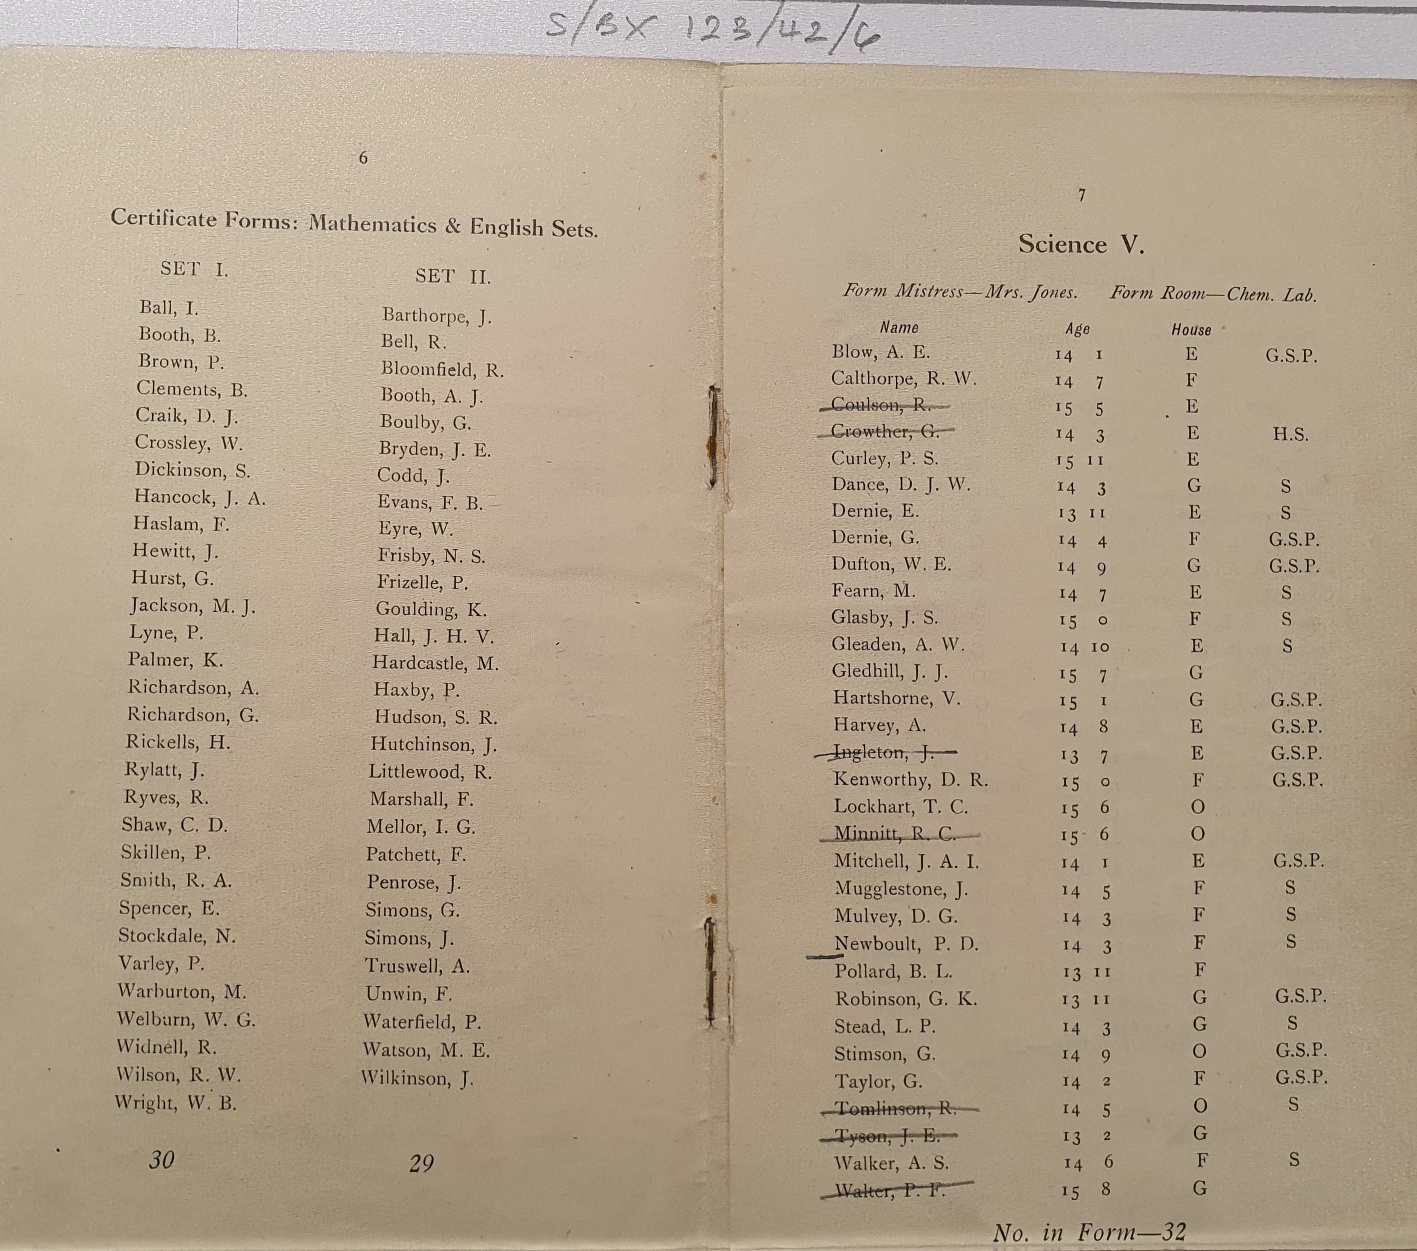 S/BX 123/42/6
6
Certificate Forms: Mathematics & English Sets.
SET I.
Ball, I.
Booth, B.
Brown, P.
Clements, B.
Craik, D. J.
Crossley, W.
Dickinson, S.
Hancock, J. A.
Haslam, F.
Hewitt, J.
Hurst, G.
Jackson, M. J.
Lyne, P.
Palmer, K.
Richardson, A.
Richardson, G.
Rickells, H.
Rylatt, J.
Ryves, R.
Shaw, C. D.
Skillen, P.
Smith, R. A.
Spencer, E.
Stockdale, N.
Varley, P.
Warburton, M.
Welburn, W. G.
Widnell, R.
Wilson, R. W.
Wright, W. B.
30
SET II.
Barthorpe, J.
Bell, R.
Bloomfield, R.
Booth, A. J.
Boulby, G.
Bryden, J. E.
Codd, J.
Evans, F. B.
Eyre, W.
Frisby, N. S.
Frizelle, P.
Goulding, K.
Hall, J. H. V.
Hardcastle, M.
Haxby, P.
Hudson, S. R.
Hutchinson, J.
Littlewood, R.
Marshall, F.
Mellor, I. G.
Patchett, F.
Penrose, J.
Simons, G.
Simons, J.
Truswell, A.
Unwin, F.
Waterfield, P.
Watson, M. E.
Wilkinson, J.
29
7
Science V.
Form Mistress—Mrs. Jones. Form Room—Chem. Lab.
Name Age House
Blow, A. E. 14 1 E G.S.P.
Calthorpe, R. W. 14 7 F
Coulson, R. 15 5 E
Crowther, G. 14 3 E H.S.
Curley, P. S. 15 11 E
Dance, D. J. W. 14 3 G S
Dernie, E. 13 11 E S
Dernie, G. 14 4 F G.S.P.
Dufton, W. E. 14 9 G G.S.P.
Fearn, M. 14 7 E S
Glasby, J. S. 15 0 F S
Gleaden, A. W. 14 10 E S
Gledhill, J. J. 15 7 G
Hartshorne, V. 15 1 G G.S.P.
Harvey, A. 14 8 E G.S.P.
Ingleton, J. 13 7 E G.S.P.
Kenworthy, D. R. 15 0 F G.S.P.
Lockhart, T. C. 15 6 O
Minnitt, R. C. 15 6 O
Mitchell, J. A. I. 14 1 E G.S.P.
Mugglestone, J. 14 5 F S
Mulvey, D. G. 14 3 F S
Newboult, P. D. 14 3 F S
Pollard, B. L. 13 11 F
Robinson, G. K. 13 11 G G.S.P.
Stead, L. P. 14 3 G S
Stimson, G. 14 9 O G.S.P.
Taylor, G. 14 2 F G.S.P.
Tomlinson, R. 14 5 O S
Tyson, J. E. 13 2 G
Walker, A. S. 14 6 F S
Walter, P. F. 15 8 G
No. in Form—32